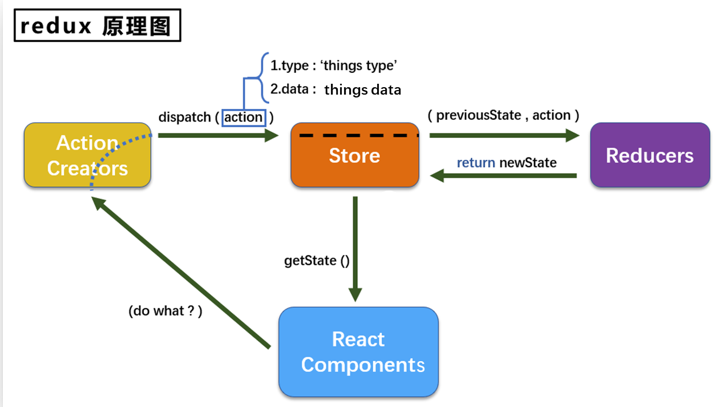 redux 原理图
1.type : ‘things type’
2.data : things data
dispatch ( action )
( previousState , action )
Action
Creators
Store
Reducers
return newState
getState ()
(do what ? )
React
Components